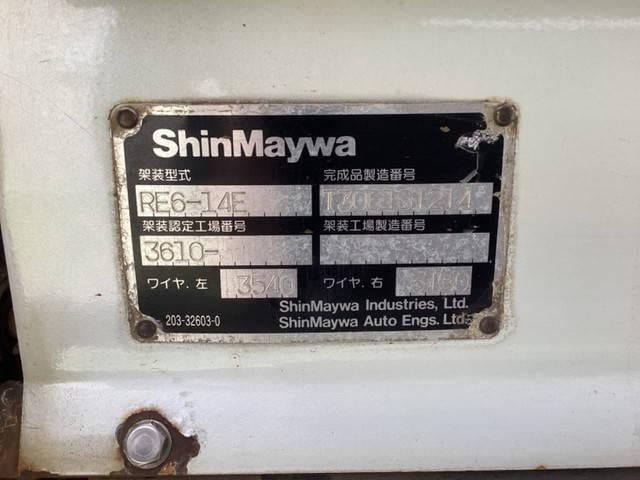 ShinMaywa
架装型式 完成品製造番号
RE6-14E
架装認定工場番号 架装工場製造番号
3610-
ワイヤ.左 3540 ワイヤ.右
ShinMaywa Industries, Ltd.
203-32603-0 ShinMaywa Auto Engs. Ltd.